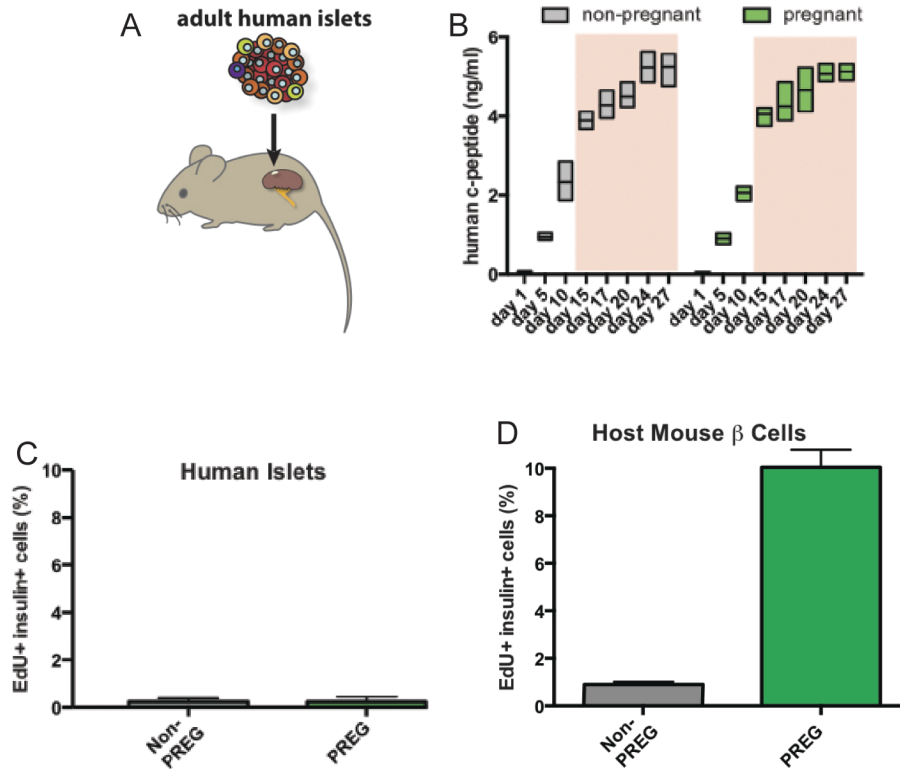 A
adult human islets
B
non-pregnant
pregnant
human c-peptide (ng/ml)
6
4
2
0
day 1
day 5
day 10
day 15
day 17
day 20
day 24
day 27
day 1
day 5
day 10
day 15
day 17
day 20
day 24
day 27
C
Human Islets
EdU+ insulin+ cells (%)
10
8
6
4
2
0
Non-
PREG
PREG
D
Host Mouse β Cells
EdU+ insulin+ cells (%)
10
8
6
4
2
0
Non-
PREG
PREG